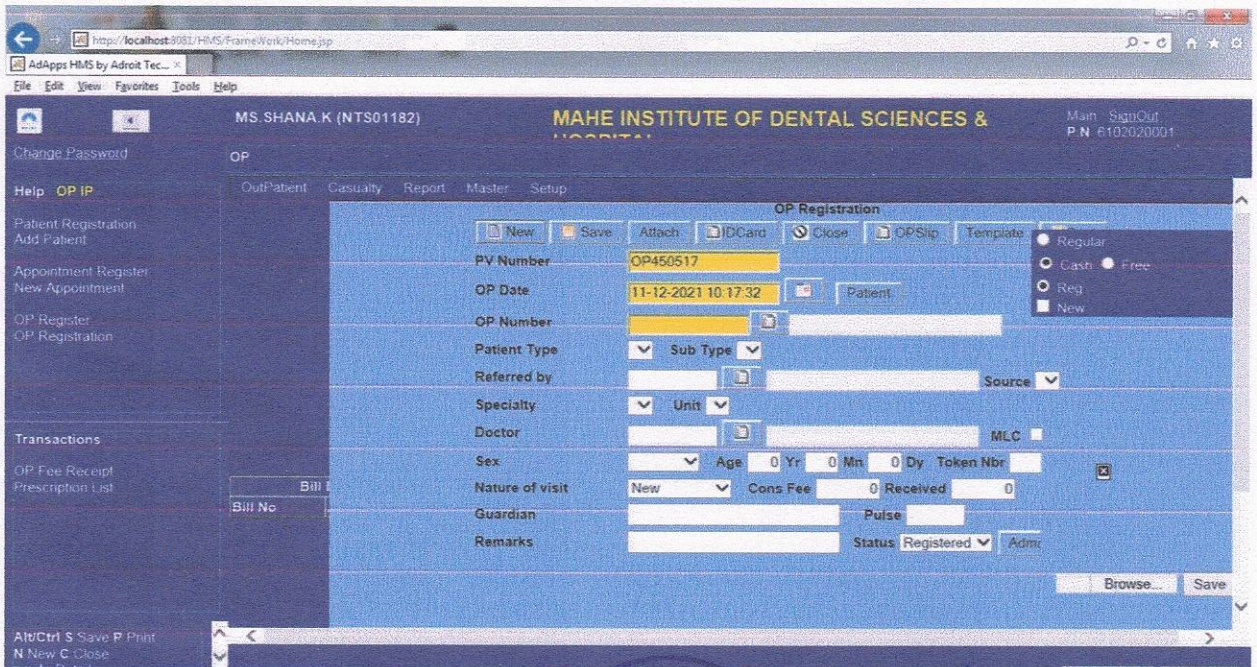 http://localhost:8081/HMS/FrameWork/Home.jsp
AdApps HMS by Adroit Tec... ×
File Edit View Favorites Tools Help
MS.SHANA.K (NTS01182)
MAHE INSTITUTE OF DENTAL SCIENCES &
HOSPITAL
Main SignOut
P.N 6102020001
Change Password
OP
Help OP IP
OutPatient Casualty Report Master Setup
Patient Registration
Add Patient
Appointment Register
New Appointment
OP Register
OP Registration
Transactions
OP Fee Receipt
Prescription List
Bill
Bill No
OP Registration
New Save Attach IDCard Close OPSlip Template
Regular
Cash Free
Reg
New
PV Number OP450517
OP Date 11-12-2021 10:17:32 Patient
OP Number
Patient Type Sub Type
Referred by Source
Specialty Unit
Doctor MLC
Sex Age 0 Yr 0 Mn 0 Dy Token Nbr
Nature of visit New Cons Fee 0 Received 0
Guardian Pulse
Remarks Status Registered
Browse... Save
Alt/Ctrl S Save P Print
N New C Close